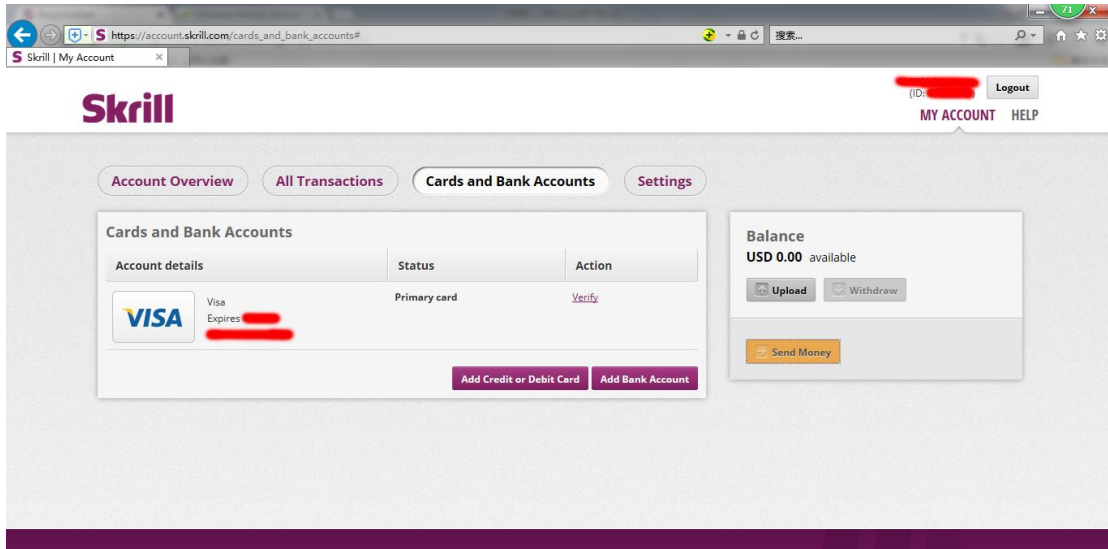 71
S https://account.skrill.com/cards_and_bank_accounts#
搜索...
S Skrill | My Account
(ID:
Logout
Skrill
MY ACCOUNT HELP
Account Overview All Transactions Cards and Bank Accounts Settings
Cards and Bank Accounts
Account details Status Action
VISA
Visa
Expires
Primary card
Verify
Add Credit or Debit Card Add Bank Account
Balance
USD 0.00 available
Upload Withdraw
Send Money